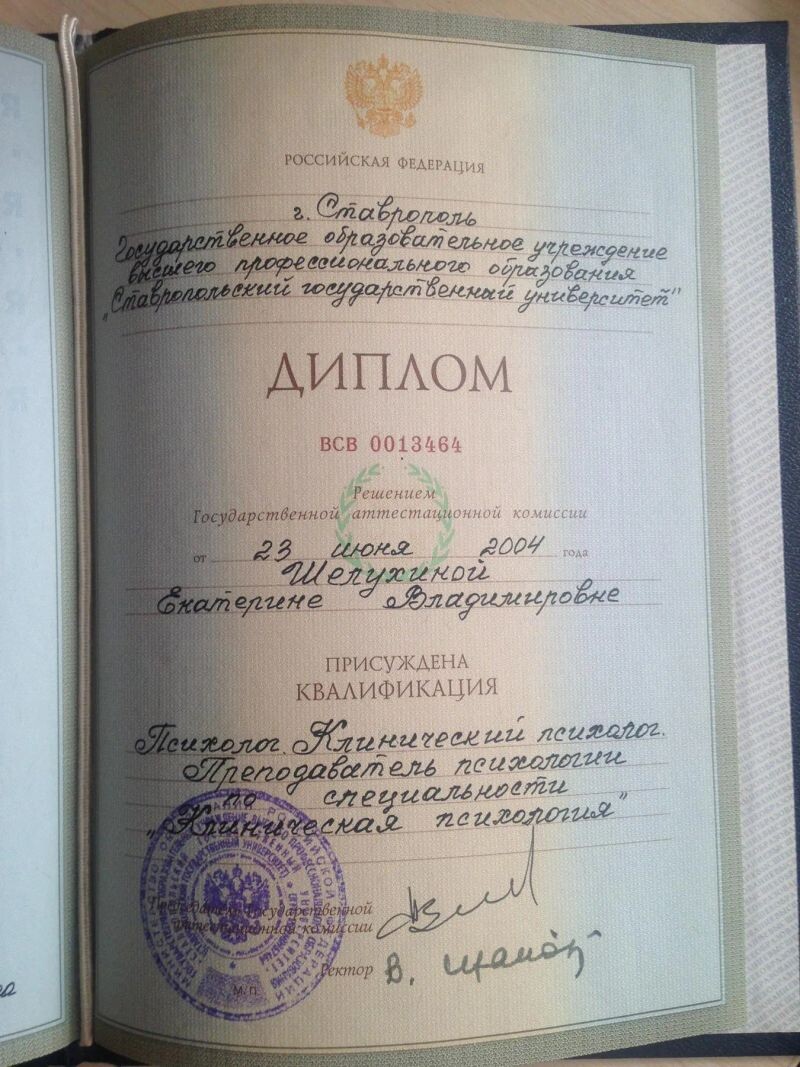 РОССИЙСКАЯ ФЕДЕРАЦИЯ
г. Ставрополь
Государственное образовательное учреждение
высшего профессионального образования
"Ставропольский государственный университет"
ДИПЛОМ
ВСВ 0013464
Решением
Государственной аттестационной комиссии
от 23 июня 2004 года
Шелухиной
Екатерине Владимировне
ПРИСУЖДЕНА
КВАЛИФИКАЦИЯ
Психолог. Клинический психолог.
Преподаватель психологии
по специальности
"Клиническая психология"
Председатель Государственной
аттестационной комиссии
Ректор
М.П.